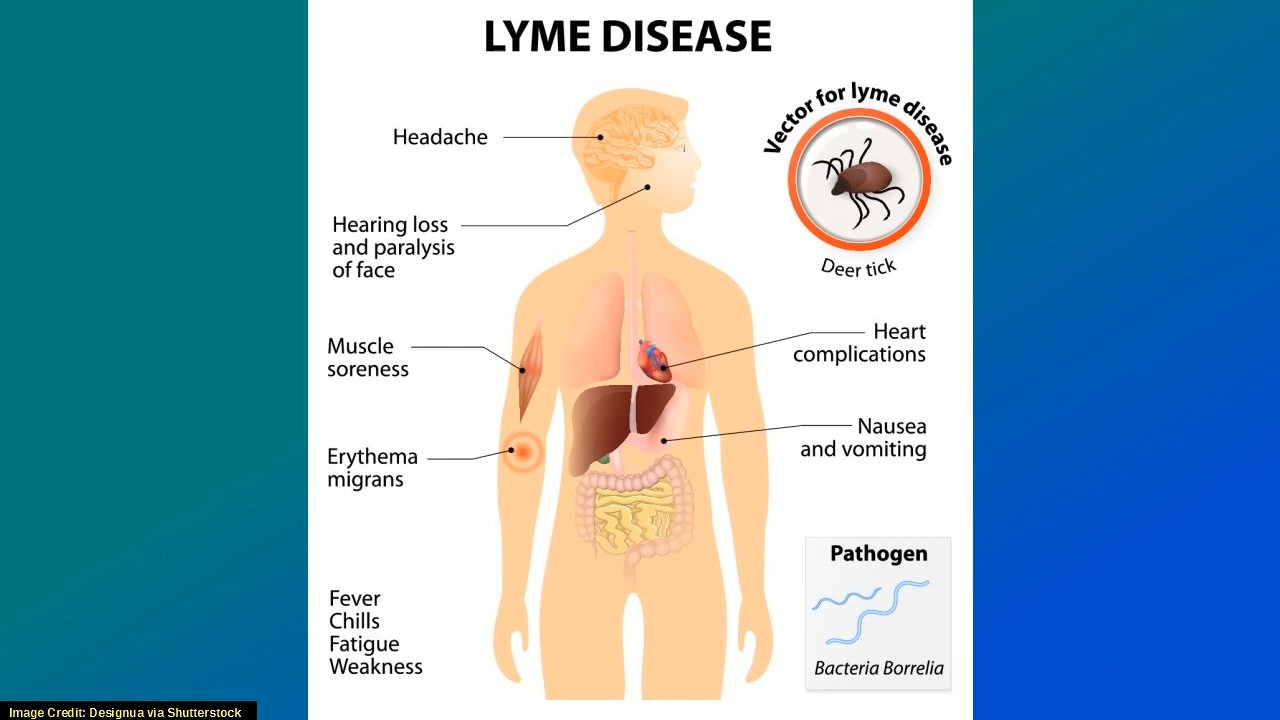 LYME DISEASE
Vector for lyme disease
Deer tick
Headache
Hearing loss
and paralysis
of face
Muscle
soreness
Erythema
migrans
Heart
complications
Nausea
and vomiting
Fever
Chills
Fatigue
Weakness
Pathogen
Bacteria Borrelia
Image Credit: Designua via Shutterstock